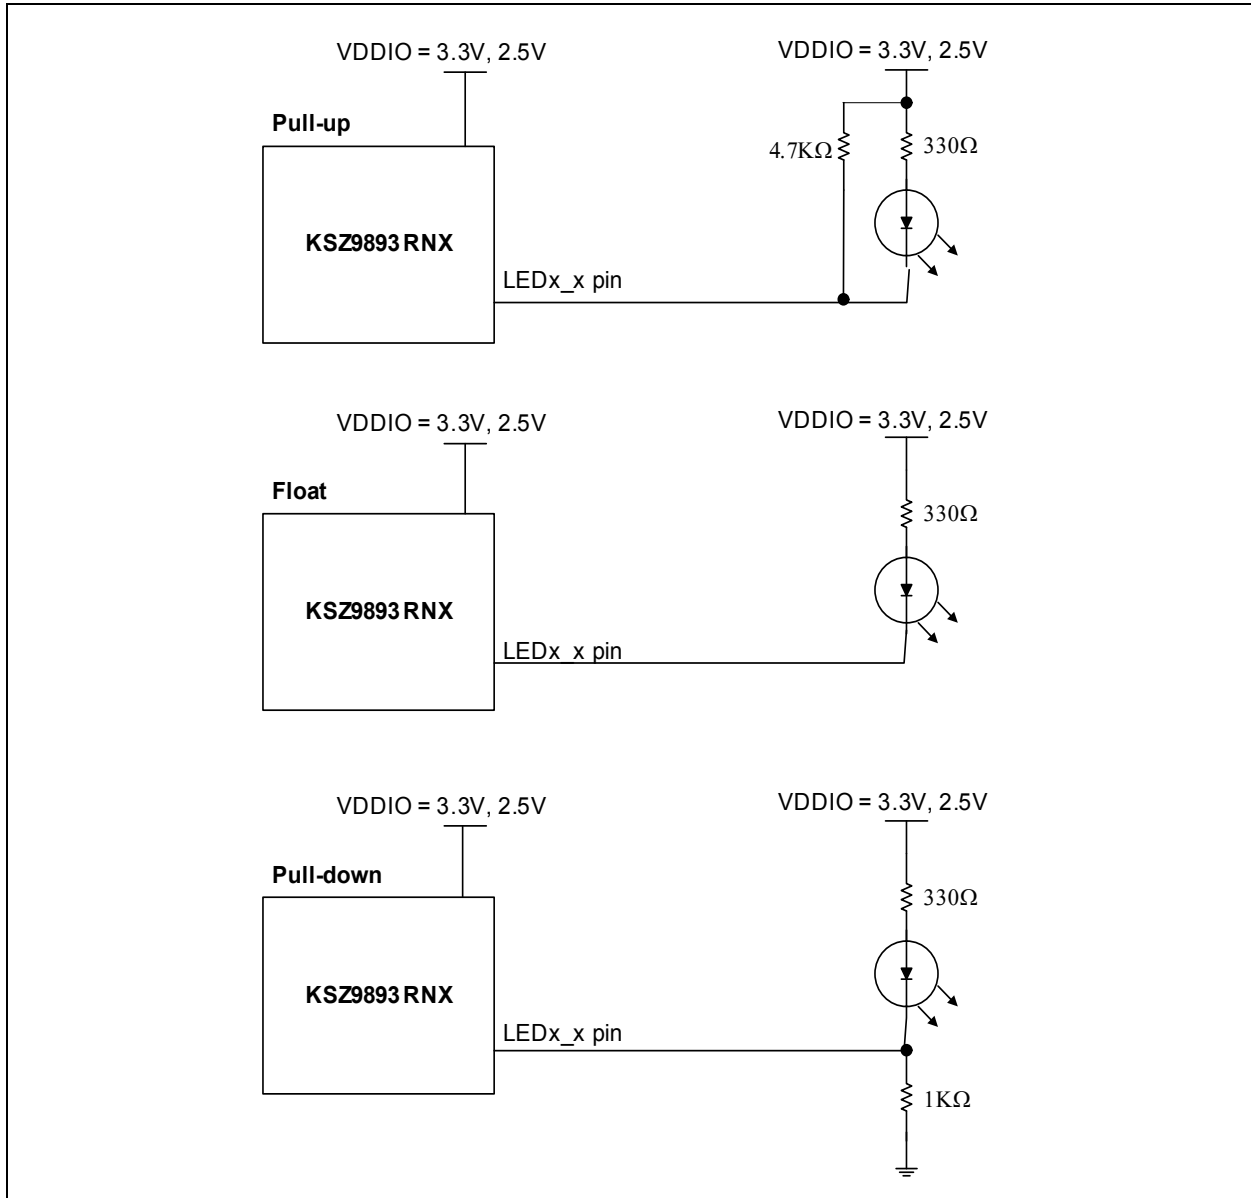 VDDIO = 3.3V, 2.5V
VDDIO = 3.3V, 2.5V
Pull-up
4.7KΩ
330Ω
KSZ9893RNX
LEDx_x pin
VDDIO = 3.3V, 2.5V
VDDIO = 3.3V, 2.5V
Float
330Ω
KSZ9893RNX
LEDx_x pin
VDDIO = 3.3V, 2.5V
VDDIO = 3.3V, 2.5V
Pull-down
330Ω
KSZ9893RNX
LEDx_x pin
1KΩ